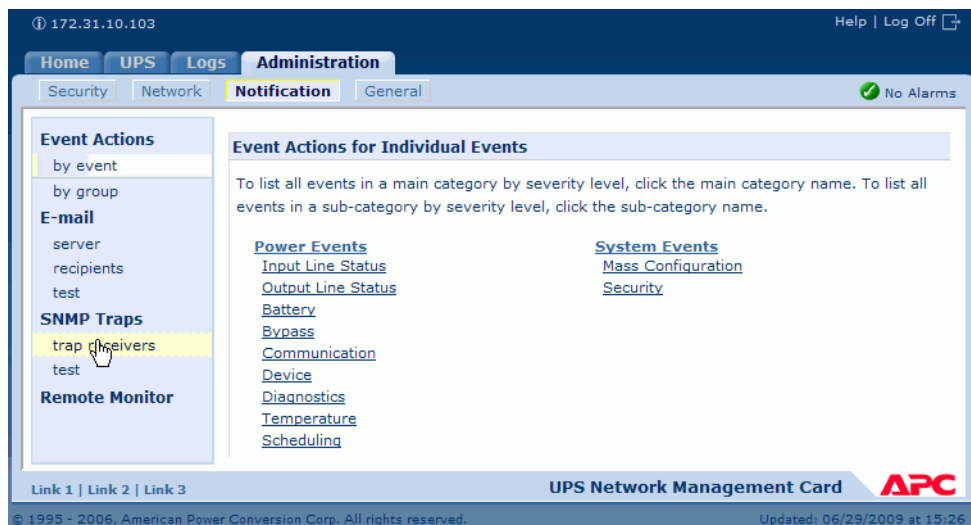 172.31.10.103
Help | Log Off
Home UPS Logs Administration
Security Network Notification General
No Alarms
Event Actions
by event
by group
E-mail
server
recipients
test
SNMP Traps
trap receivers
test
Remote Monitor
Event Actions for Individual Events
To list all events in a main category by severity level, click the main category name. To list all
events in a sub-category by severity level, click the sub-category name.
Power Events
Input Line Status
Output Line Status
Battery
Bypass
Communication
Device
Diagnostics
Temperature
Scheduling
System Events
Mass Configuration
Security
Link 1 | Link 2 | Link 3
UPS Network Management Card
APC
© 1995 - 2006, American Power Conversion Corp. All rights reserved.
Updated: 06/29/2009 at 15:26